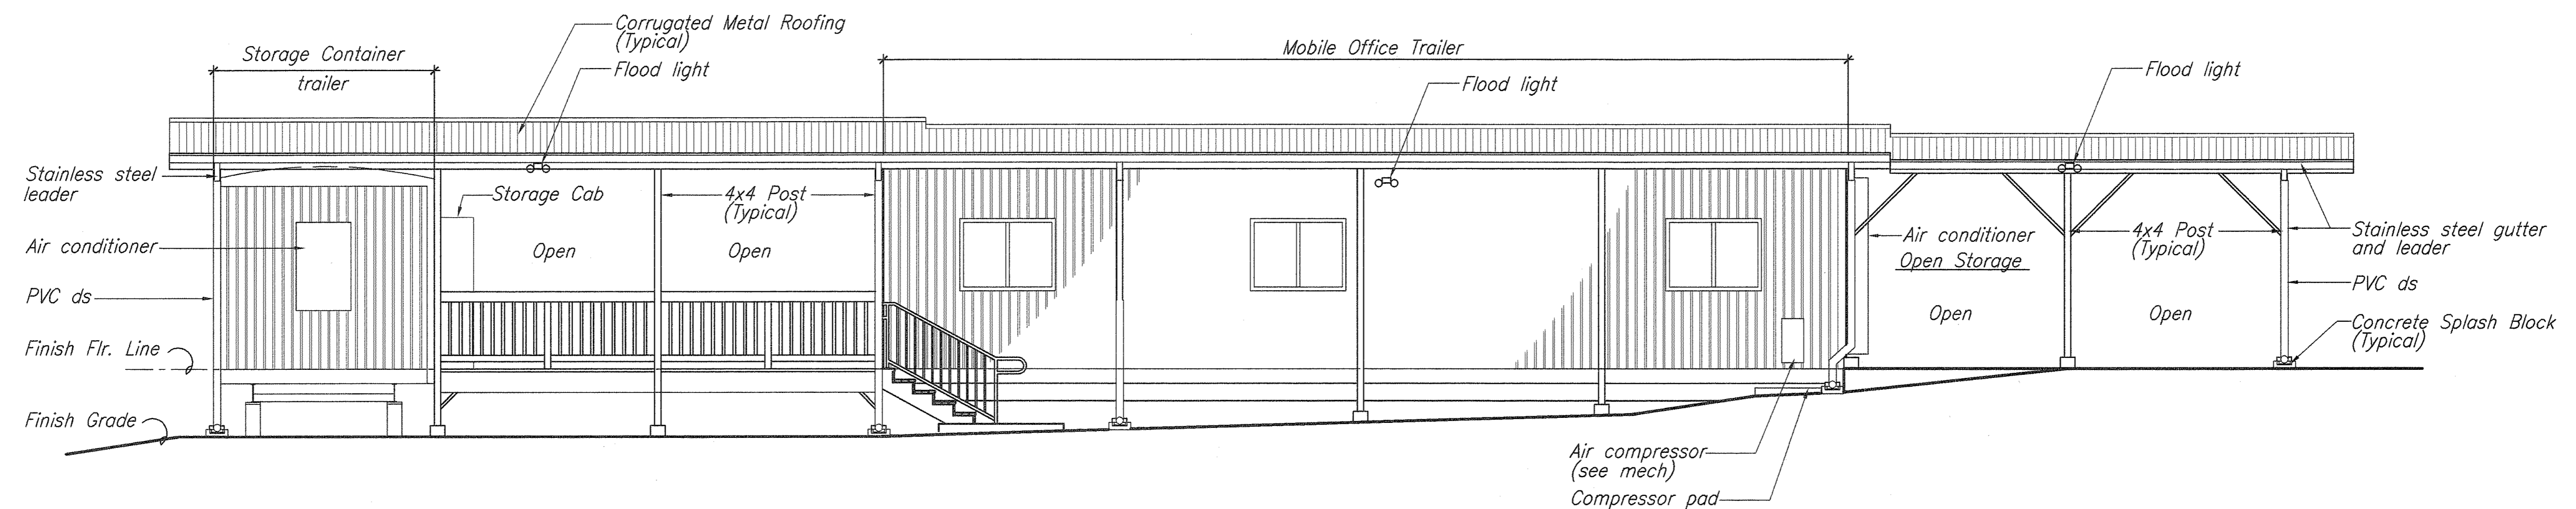 Corrugated Metal Roofing
(Typical)
Storage Container
trailer
Flood light
Mobile Office Trailer
Flood light
Flood light
Stainless steel
leader
Storage Cab
4x4 Post
(Typical)
Air conditioner
Open
Open
Air conditioner
Open Storage
4x4 Post
(Typical)
Stainless steel gutter
and leader
PVC ds
PVC ds
Open
Open
Finish Flr. Line
Concrete Splash Block
(Typical)
Finish Grade
Air compressor
(see mech)
Compressor pad